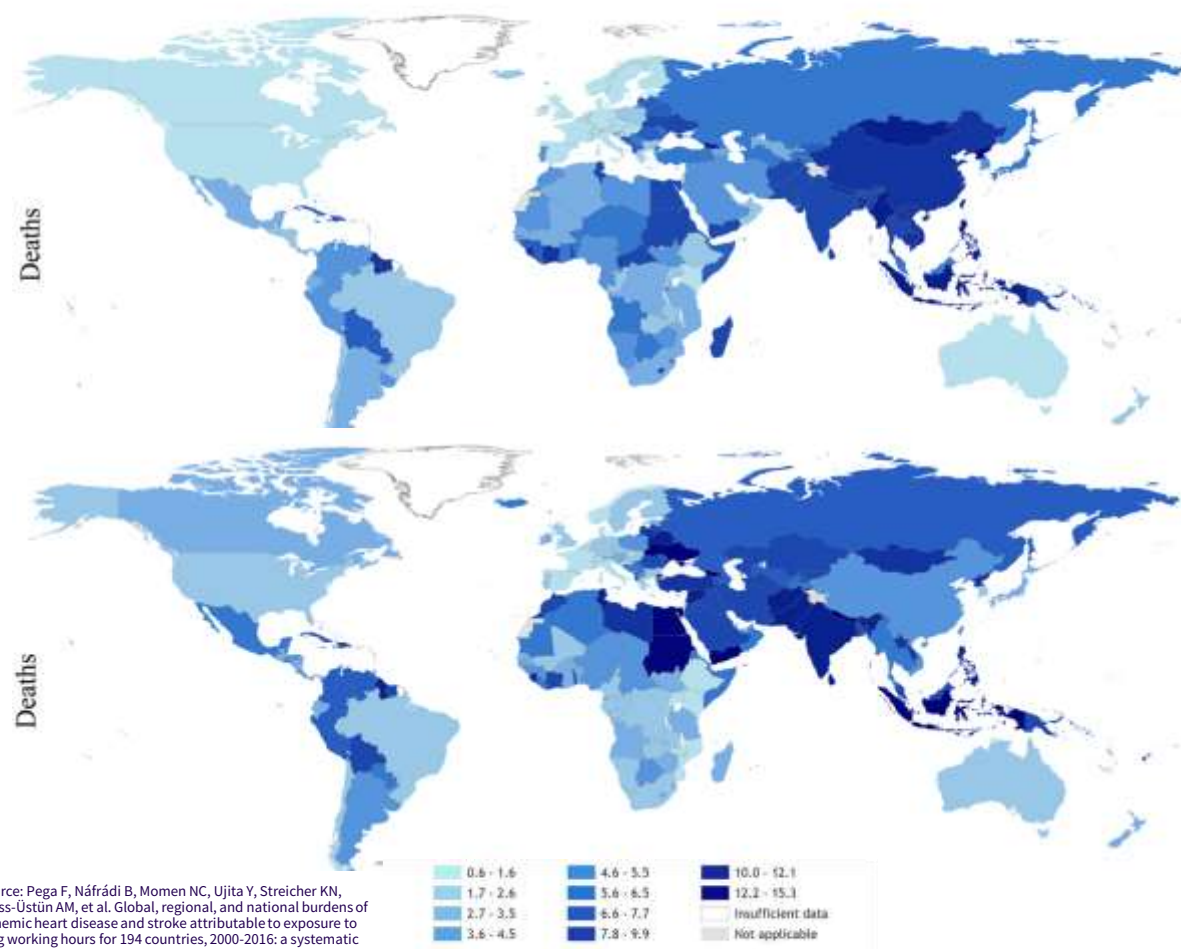 Deaths
Deaths
0.6 - 1.6
1.7 - 2.6
2.7 - 3.5
3.6 - 4.5
4.6 - 5.5
5.6 - 6.5
6.6 - 7.7
7.8 - 9.9
10.0 - 12.1
12.2 - 15.3
Insufficient data
Not applicable
rce: Pega F, Náfrádi B, Momen NC, Ujita Y, Streicher KN,
ss-Üstün AM, et al. Global, regional, and national burdens of
emic heart disease and stroke attributable to exposure to
g working hours for 194 countries, 2000-2016: a systematic